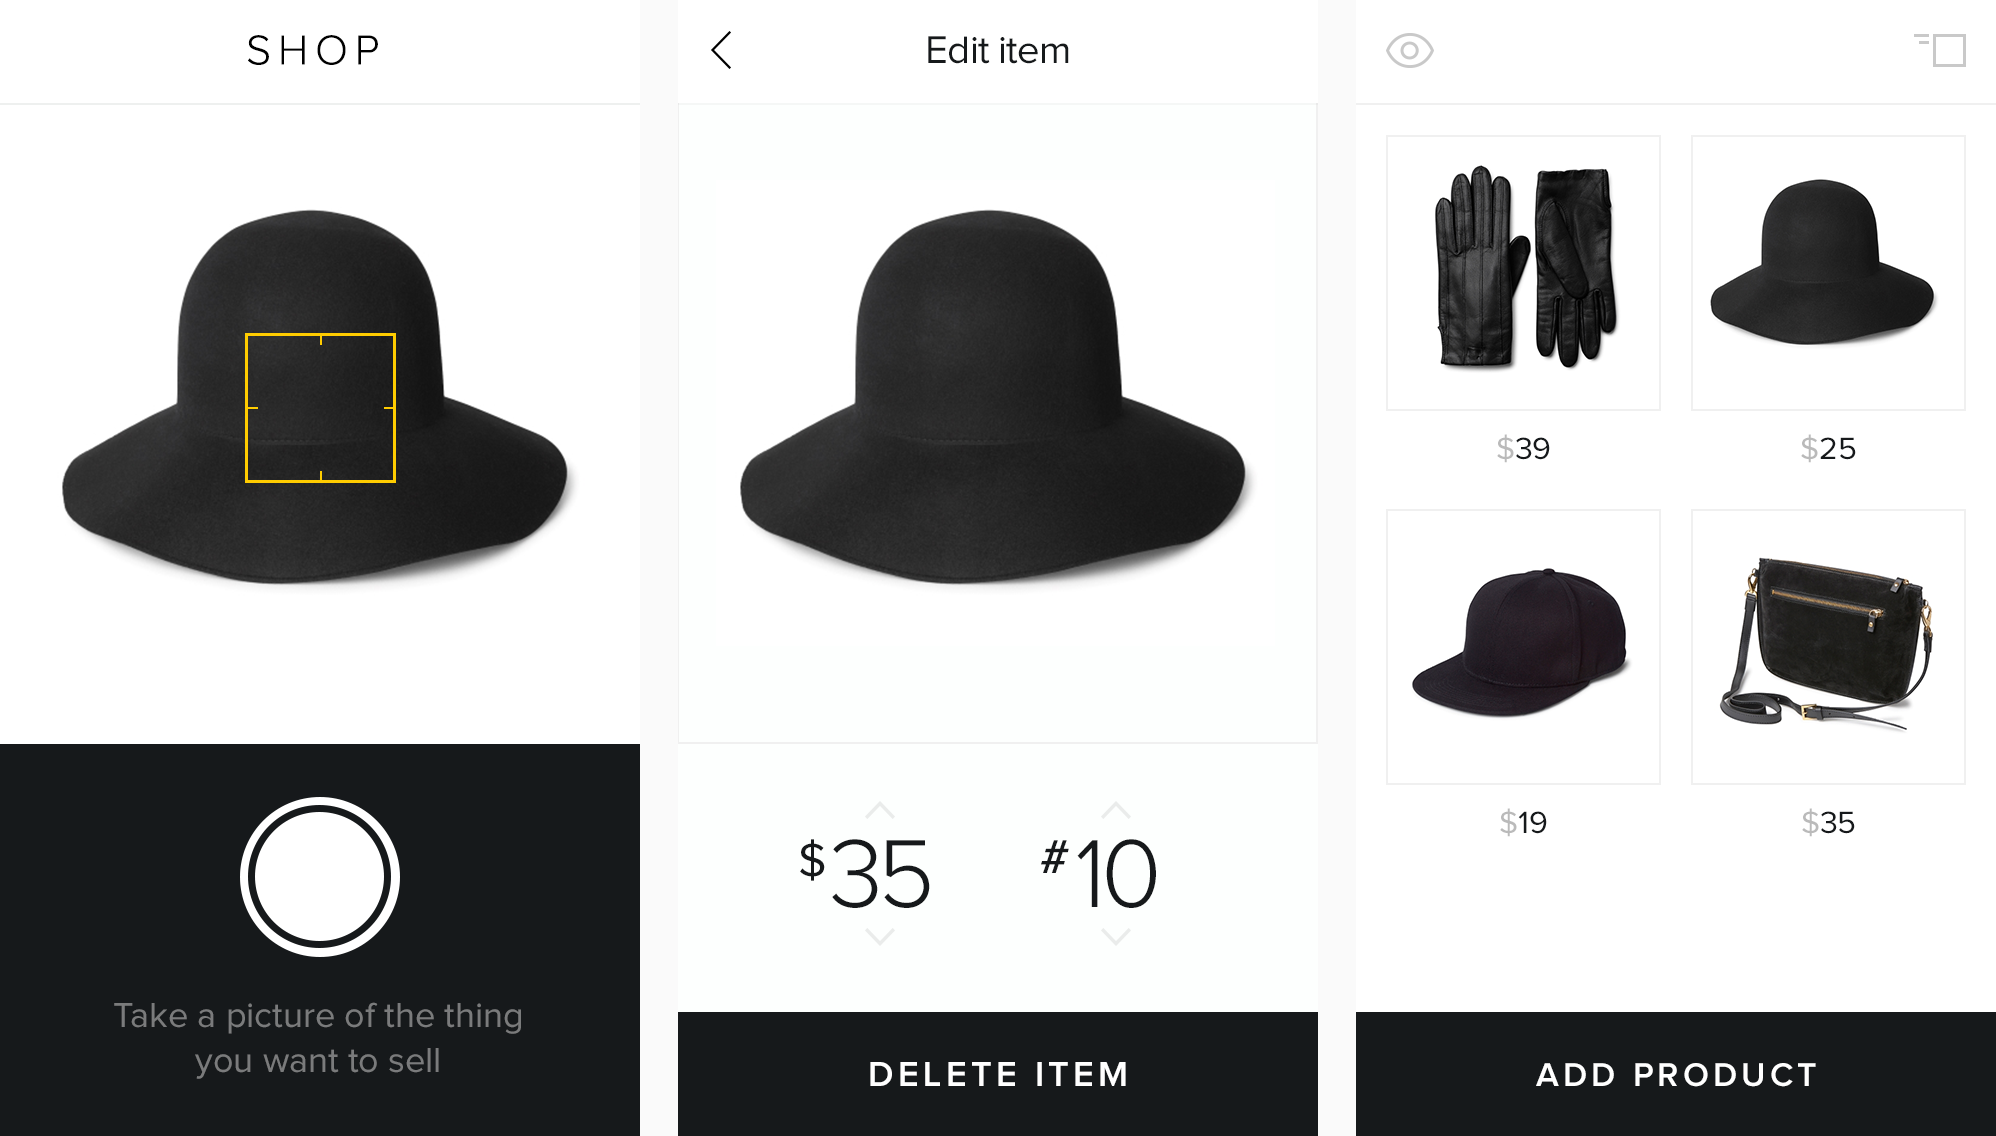 SHOP
Take a picture of the thing
you want to sell
Edit item
$35 #10
DELETE ITEM
$39 $25
$19 $35
ADD PRODUCT